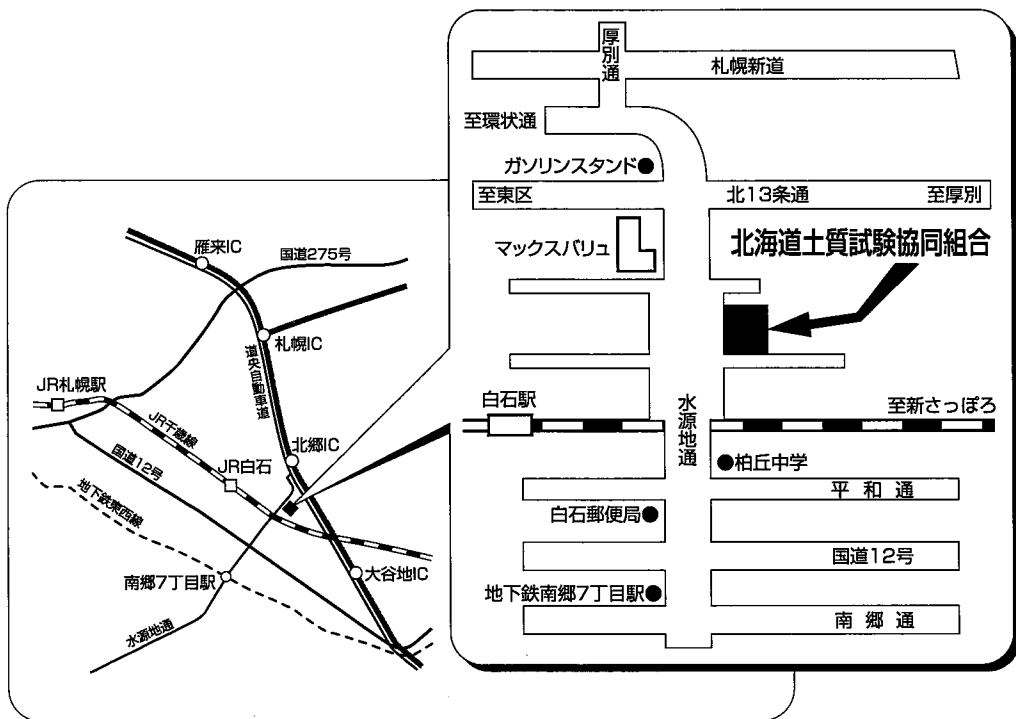 厚別通
札幌新道
至環状通
ガソリンスタンド
至東区
北13条通
至厚別
マックスバリュ
北海道土質試験協同組合
白石駅
水源地通
至新さっぽろ
柏丘中学
平和通
白石郵便局
国道12号
地下鉄南郷7丁目駅
南郷通
雁来IC
国道275号
札幌IC
道央自動車道
JR札幌駅
JR千歳線
北郷IC
国道12号
JR白石
地下鉄東西線
大谷地IC
南郷7丁目駅
水源地通